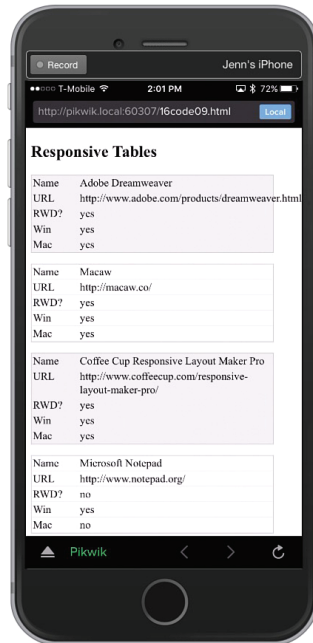 Record Jenn's iPhone
T-Mobile 2:01 PM 72%
http://pikwik.local:60307/16code09.html Local
Responsive Tables
Name Adobe Dreamweaver
URL http://www.adobe.com/products/dreamweaver.html
RWD? yes
Win yes
Mac yes
Name Macaw
URL http://macaw.co/
RWD? yes
Win yes
Mac yes
Name Coffee Cup Responsive Layout Maker Pro
URL http://www.coffeecup.com/responsive-
layout-maker-pro/
RWD? yes
Win yes
Mac yes
Name Microsoft Notepad
URL http://www.notepad.org/
RWD? no
Win yes
Mac no
Pikwik